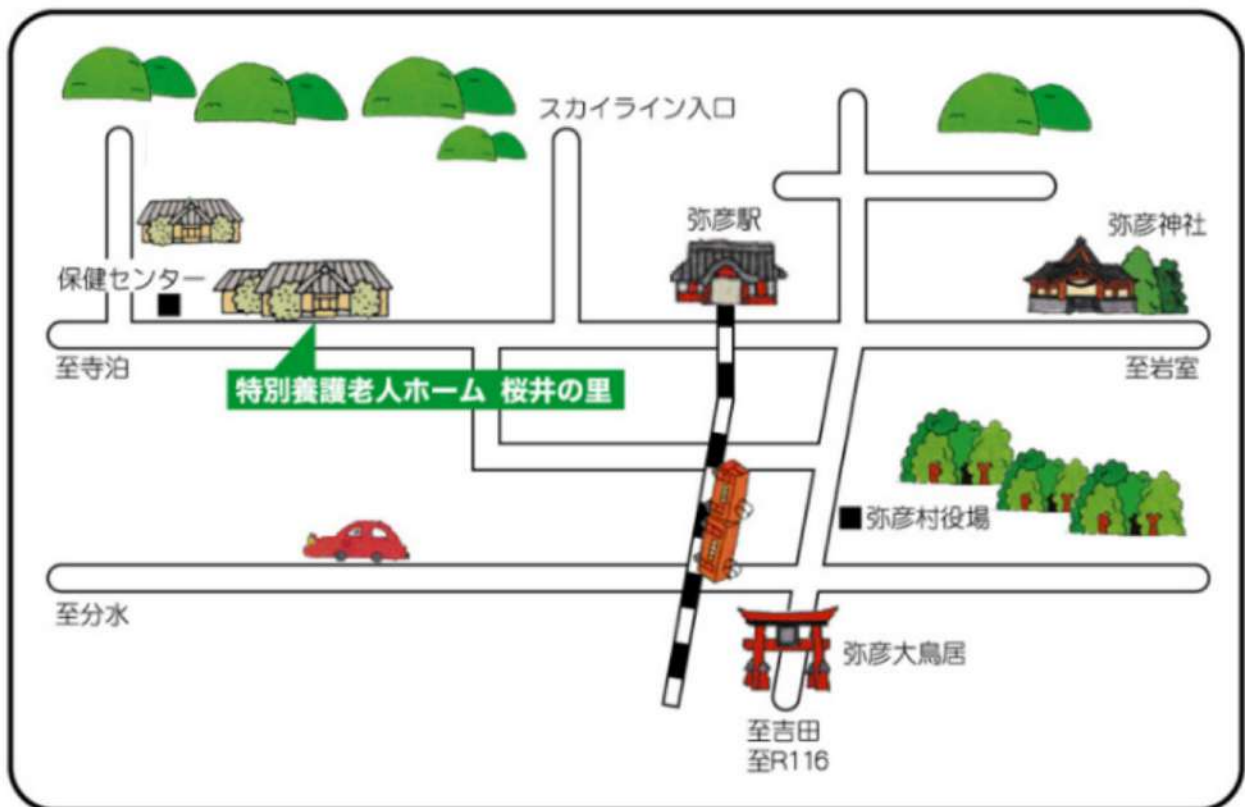 スカイライン入口
弥彦駅
弥彦神社
保健センター
至寺泊
至岩室
特別養護老人ホーム 桜井の里
弥彦村役場
至分水
弥彦大鳥居
至吉田
至R116